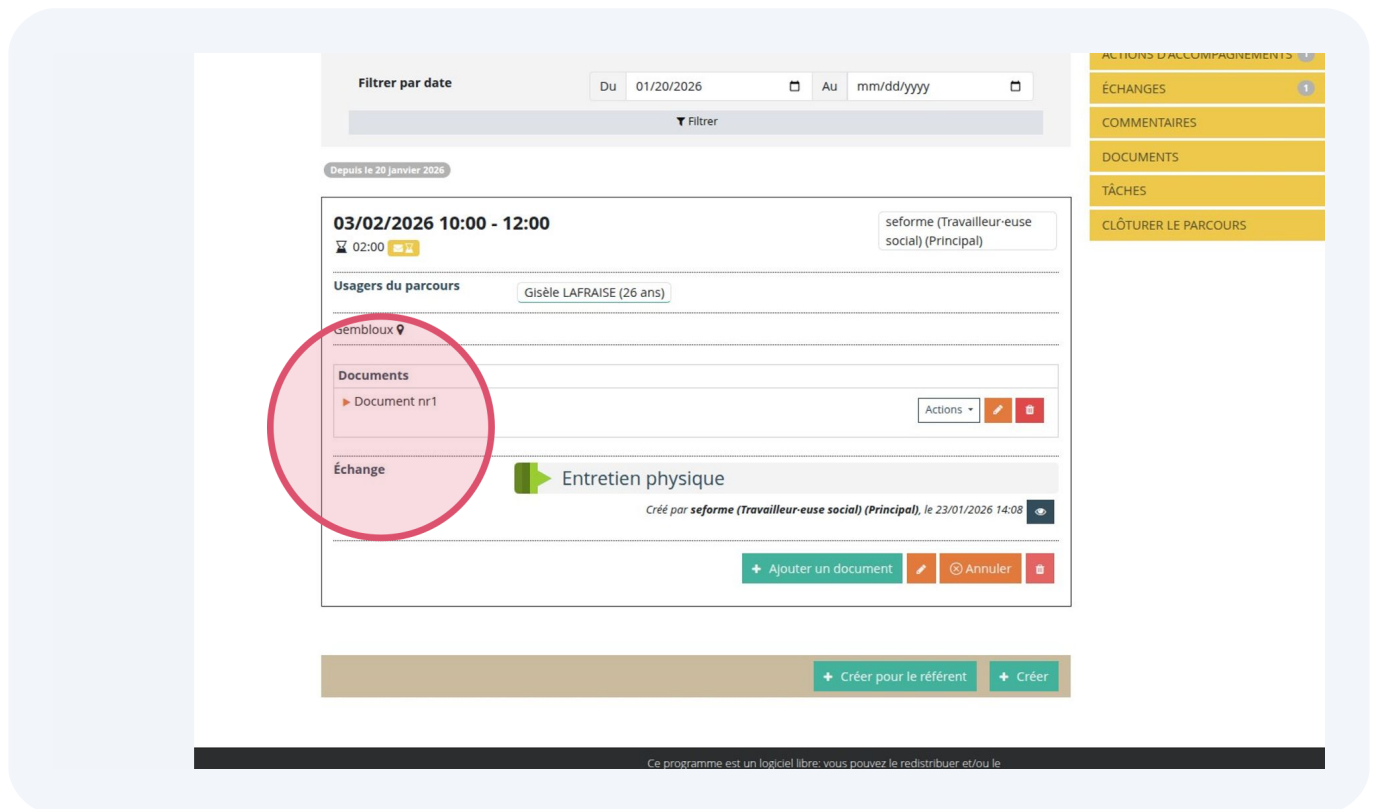 ACTIONS D'ACCOMPAGNEMENTS 1
Filtrer par date
Du 01/20/2026 Au mm/dd/yyyy
ÉCHANGES 1
Filtrer
COMMENTAIRES
DOCUMENTS
Depuis le 20 janvier 2026
TÂCHES
03/02/2026 10:00 - 12:00
seforme (Travailleur·euse
social) (Principal)
CLÔTURER LE PARCOURS
02:00
Usagers du parcours
Gisèle LAFRAISE (26 ans)
Gembloux
Documents
Document nr1
Actions
Échange
Entretien physique
Créé par seforme (Travailleur·euse social) (Principal), le 23/01/2026 14:08
+ Ajouter un document
Annuler
+ Créer pour le référent
+ Créer
Ce programme est un logiciel libre: vous pouvez le redistribuer et/ou le